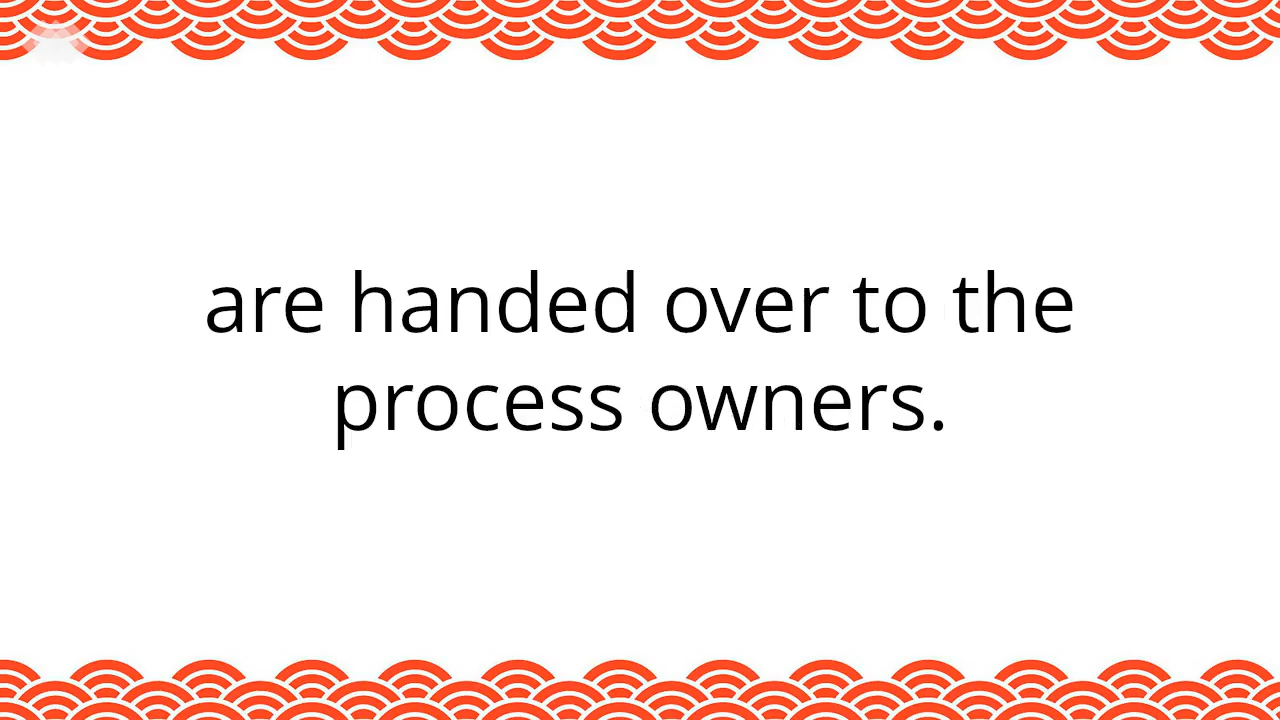 are handed over to the
process owners.